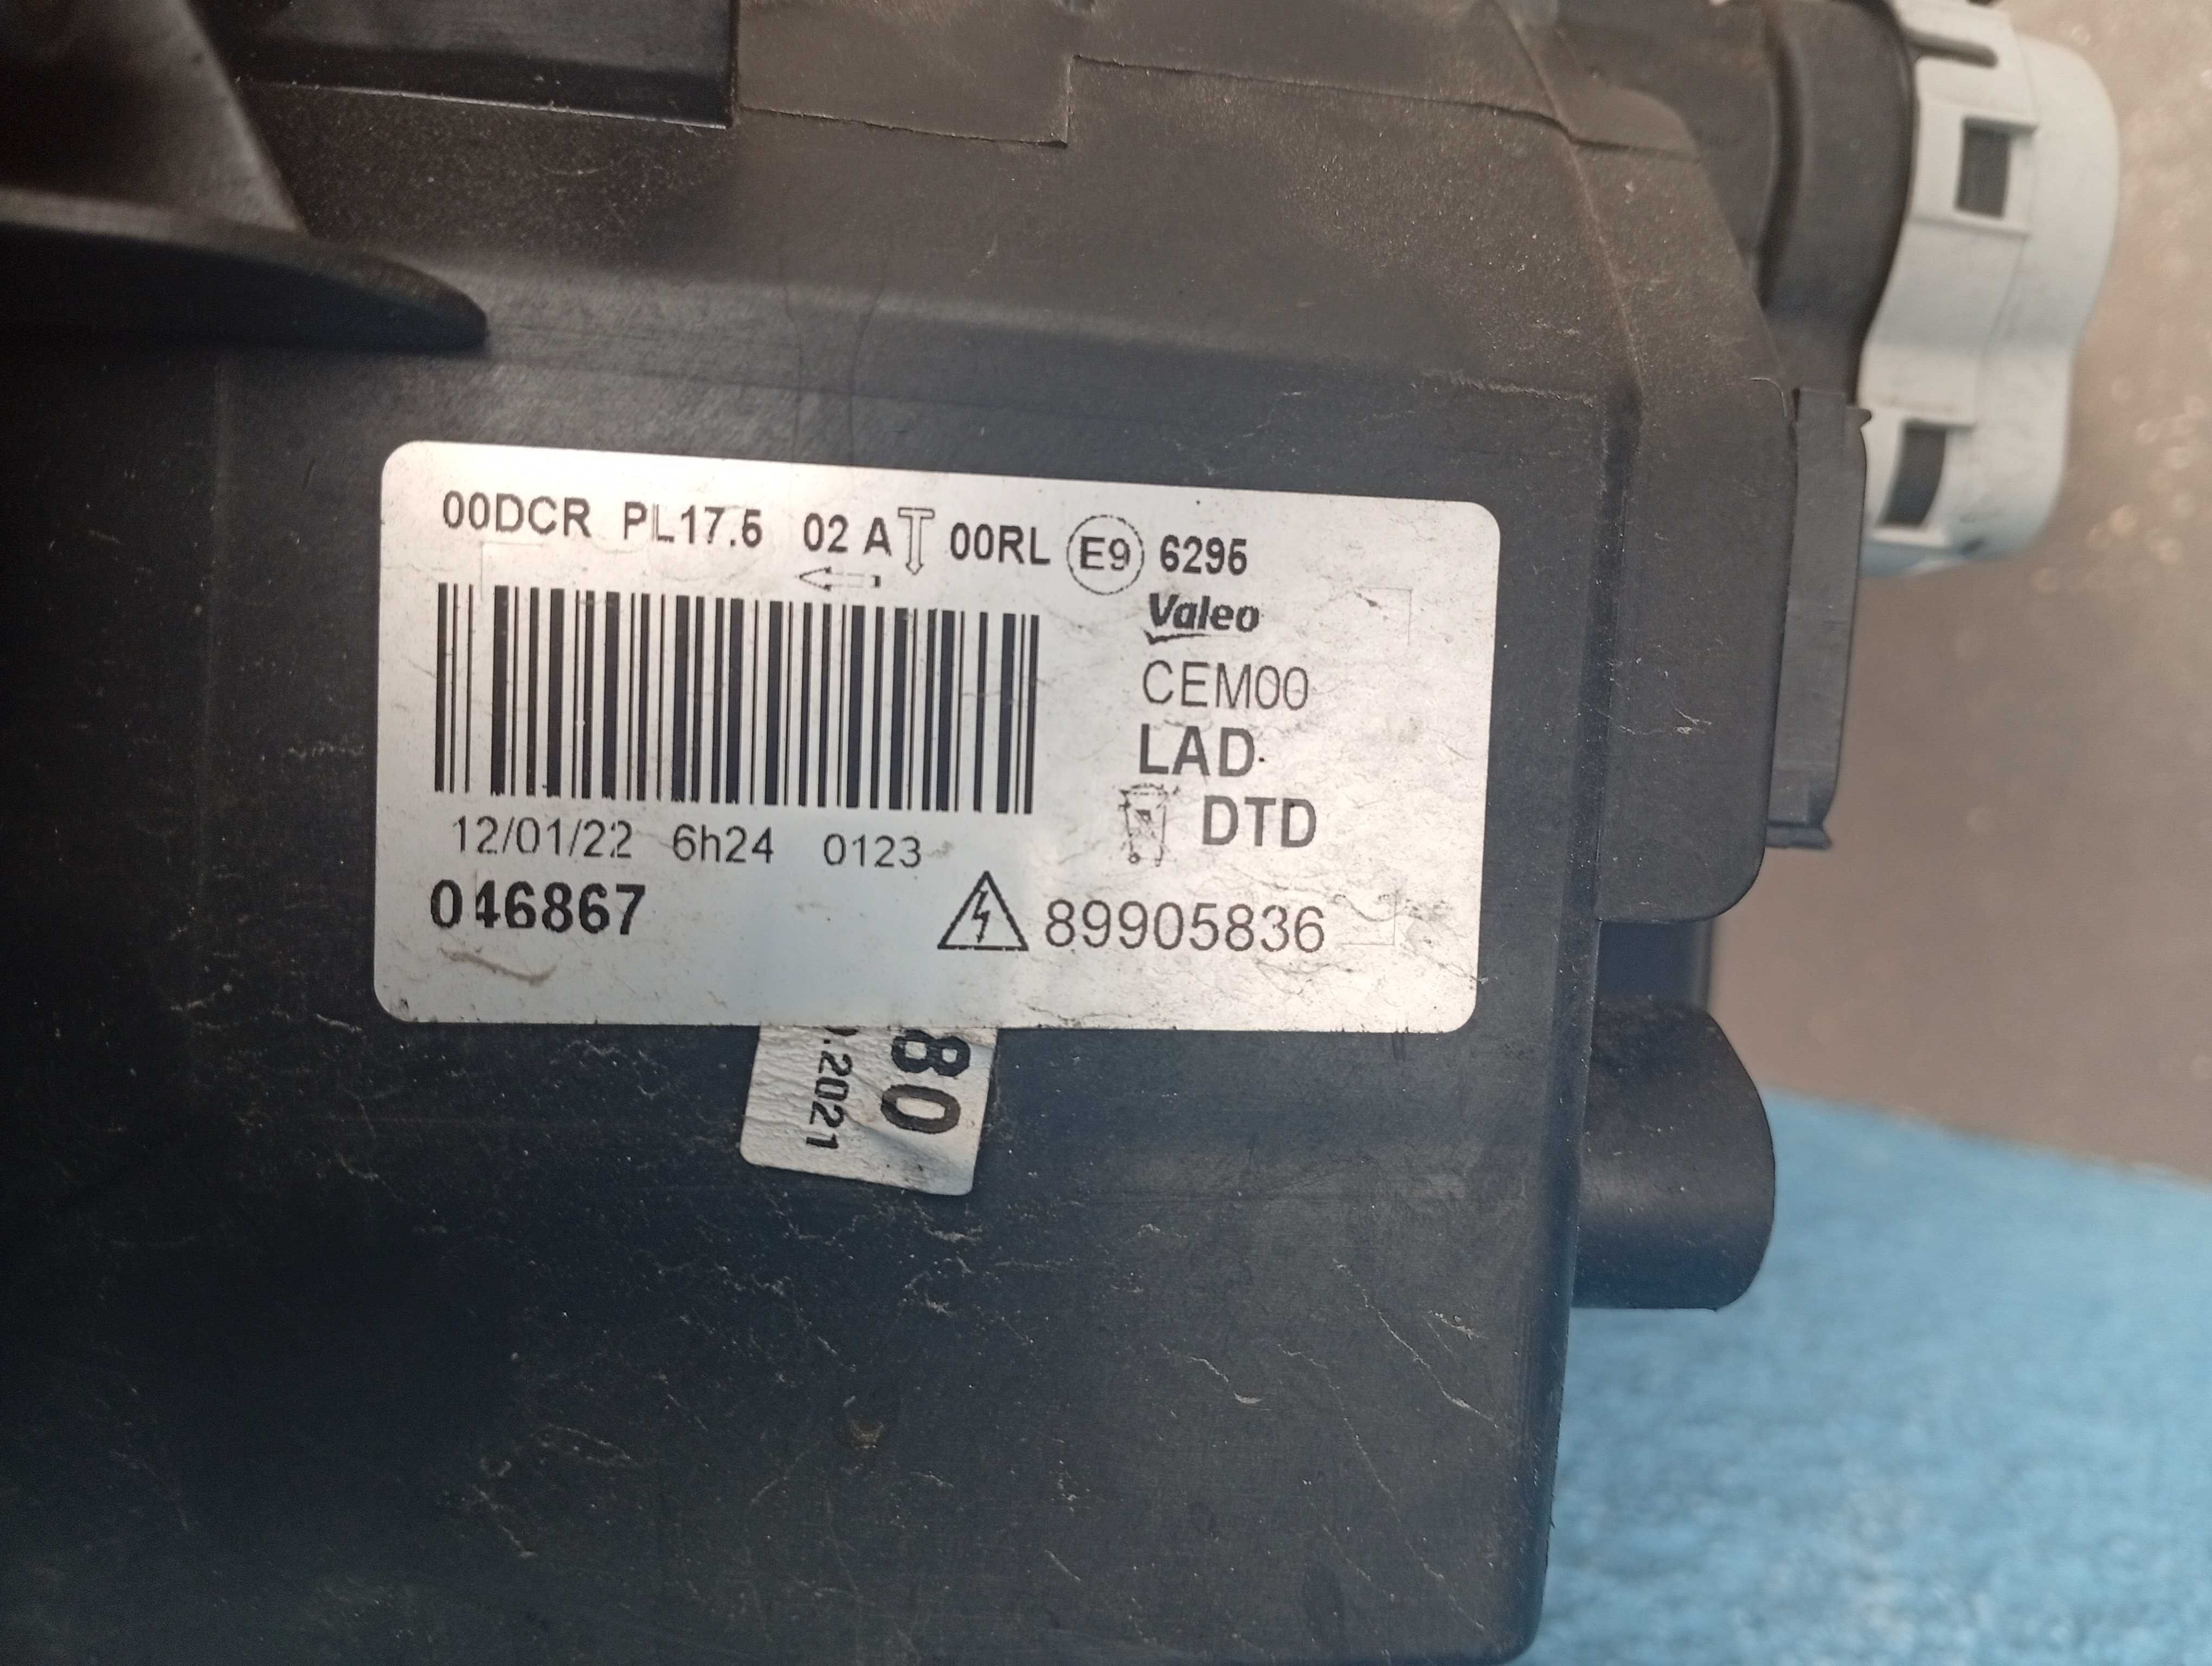 00DCR PL17.5 02 A 00RL E9 6295
Valeo
CEM00
LAD
DTD
12/01/22 6h24 0123
046867
89905836
80
.2021